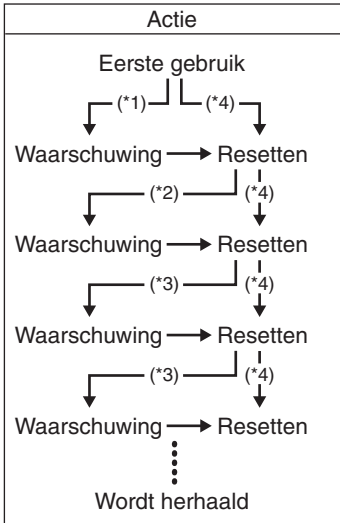 Actie
Eerste gebruik
(*1) (*4)
Waarschuwing Resetten
(*2) (*4)
Waarschuwing Resetten
(*3) (*4)
Waarschuwing Resetten
(*3) (*4)
Waarschuwing Resetten
Wordt herhaald